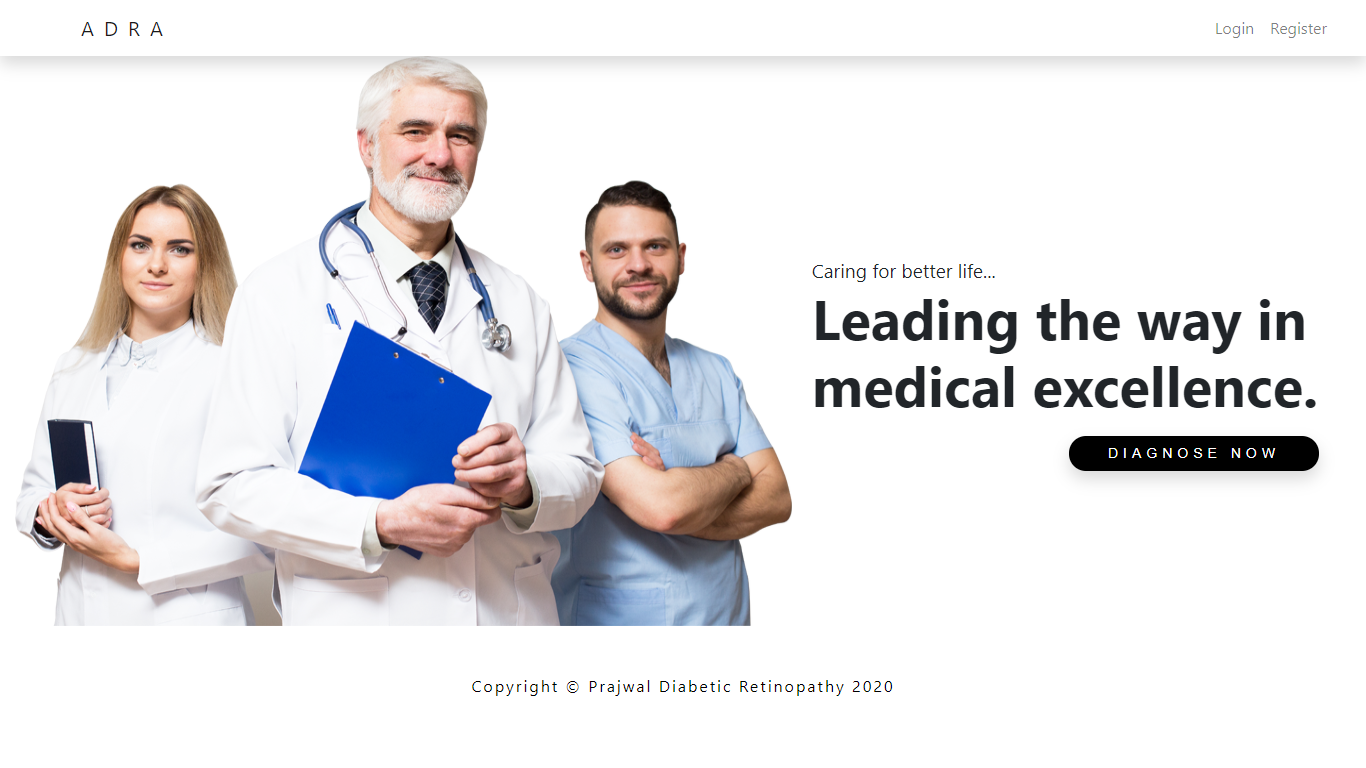 ADRA
Login Register
Caring for better life...
Leading the way in
medical excellence.
DIAGNOSE NOW
Copyright © Prajwal Diabetic Retinopathy 2020